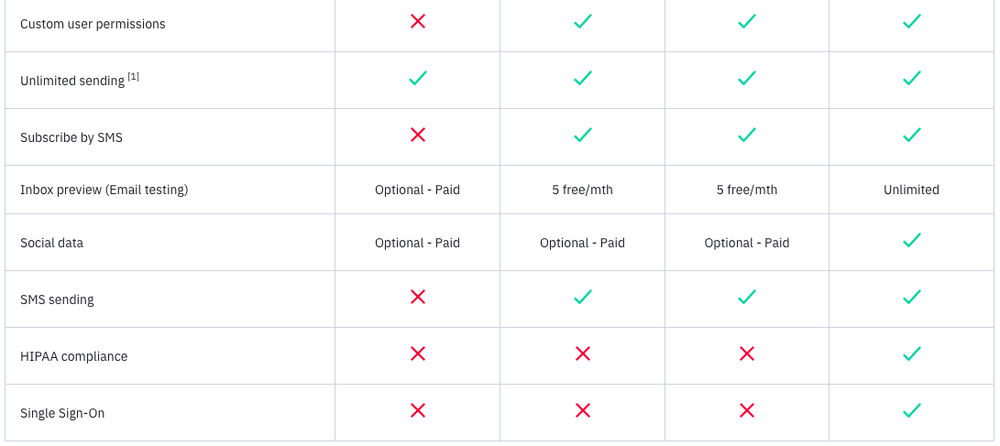 Custom user permissions
Unlimited sending [1]
Subscribe by SMS
Inbox preview (Email testing) Optional - Paid 5 free/mth 5 free/mth Unlimited
Social data Optional - Paid Optional - Paid Optional - Paid
SMS sending
HIPAA compliance
Single Sign-On